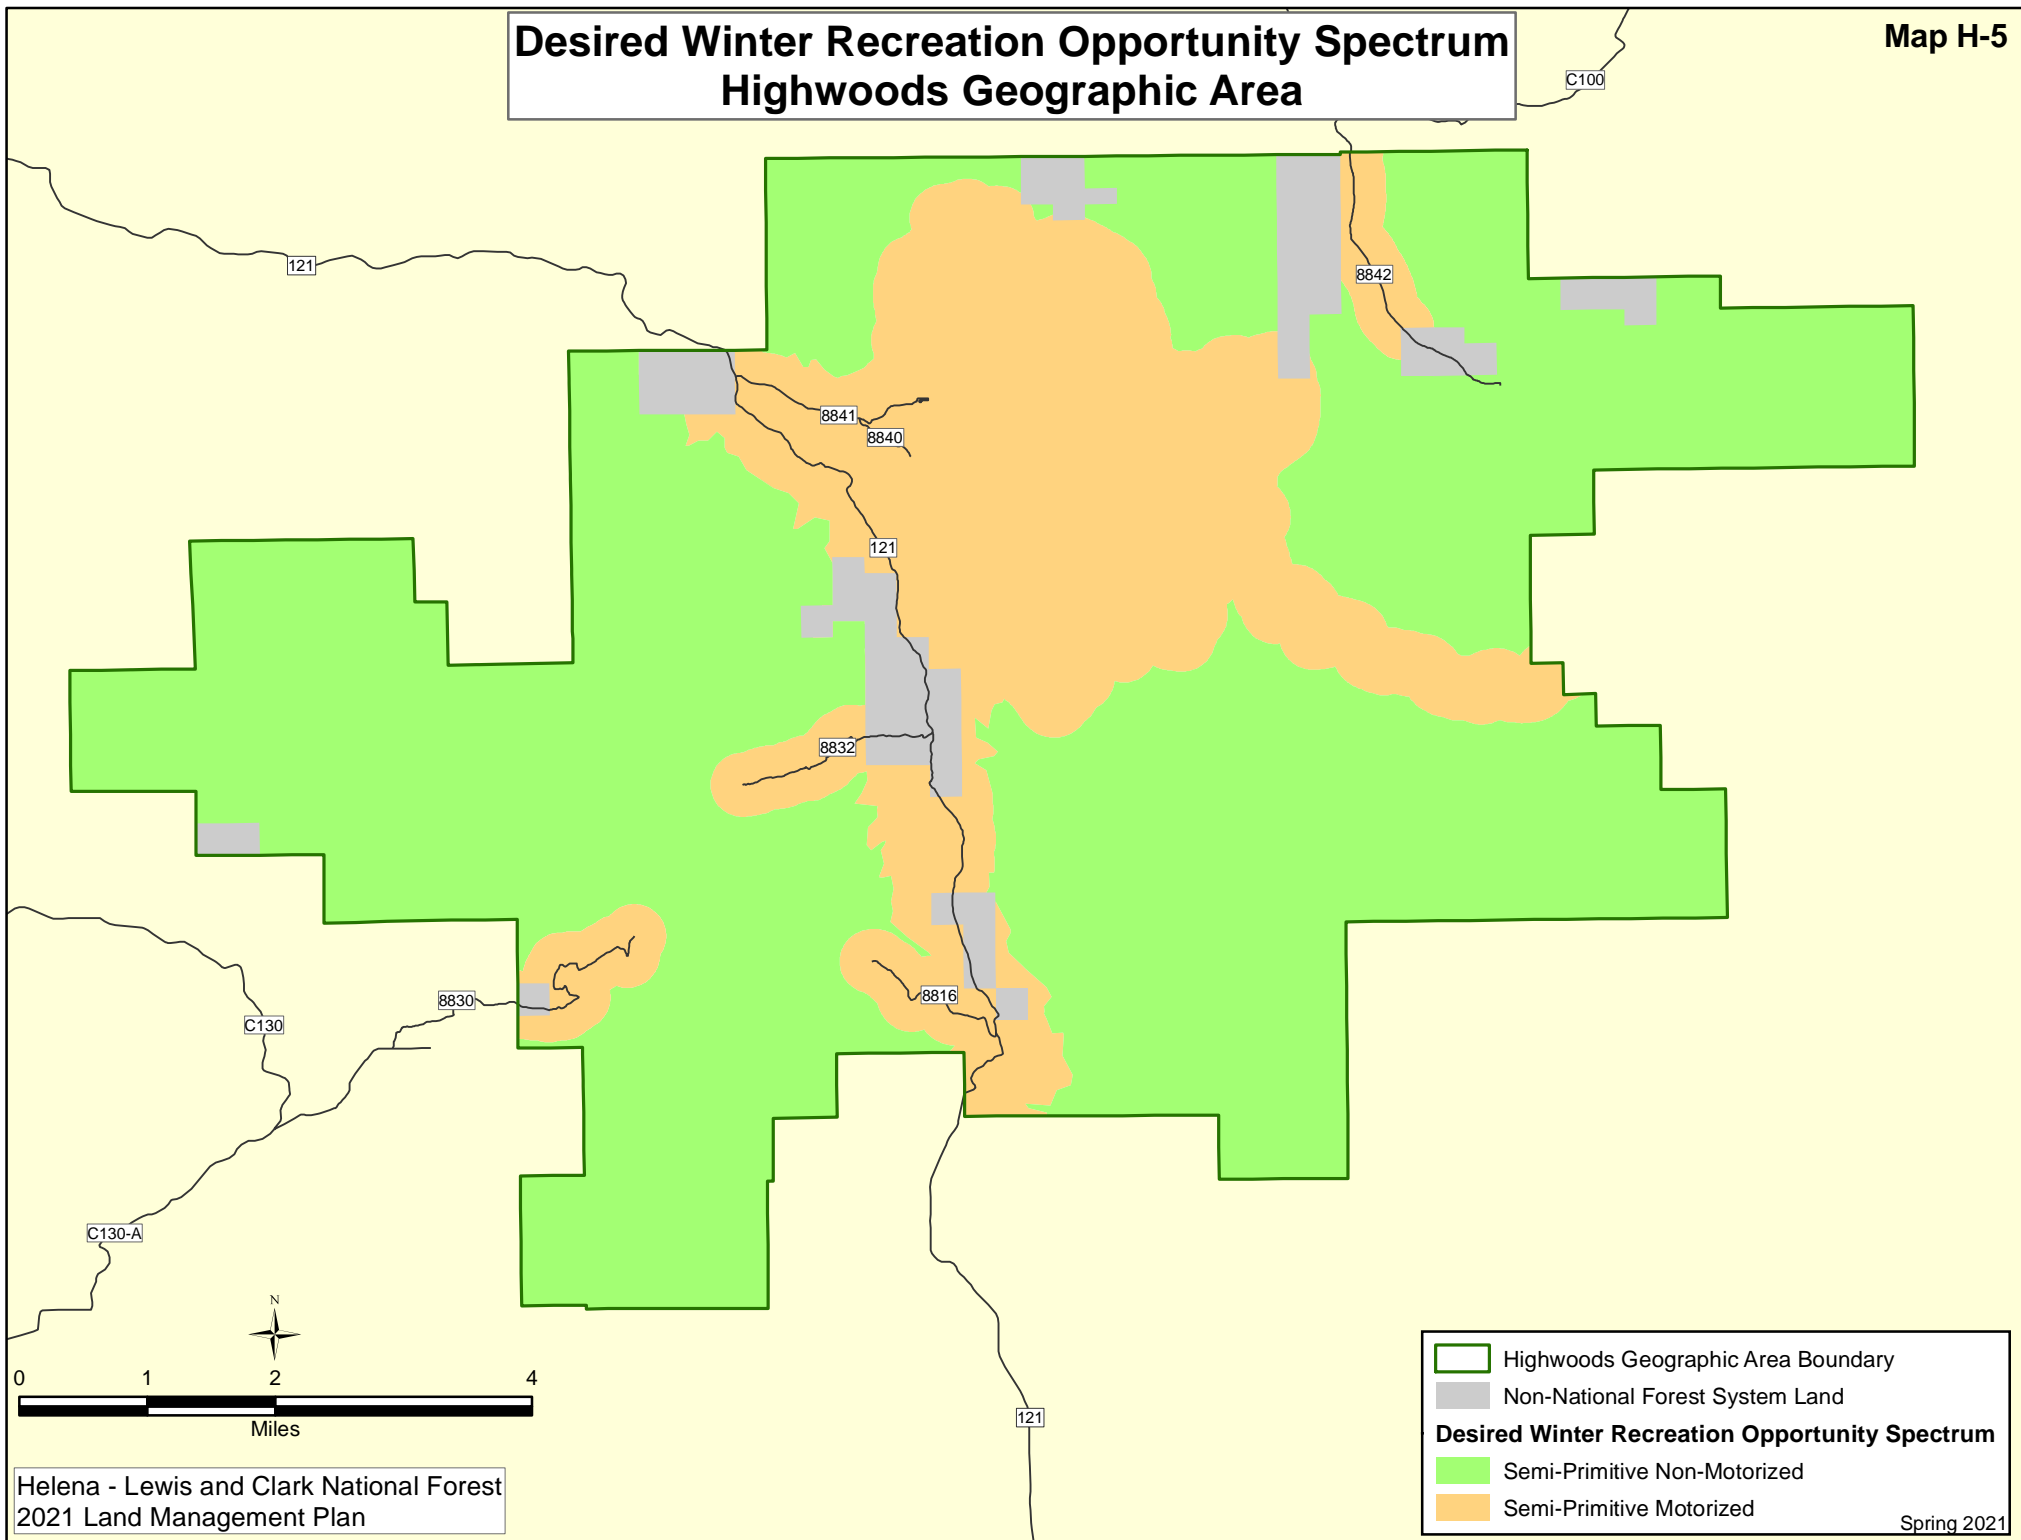 Desired Winter Recreation Opportunity Spectrum
Highwoods Geographic Area
Map H-5
C100
121
8842
8841
8840
121
8832
8830
8816
C130
C130-A
121
N
0 1 2 4
Miles
Helena - Lewis and Clark National Forest
2021 Land Management Plan
Highwoods Geographic Area Boundary
Non-National Forest System Land
Desired Winter Recreation Opportunity Spectrum
Semi-Primitive Non-Motorized
Semi-Primitive Motorized
Spring 2021